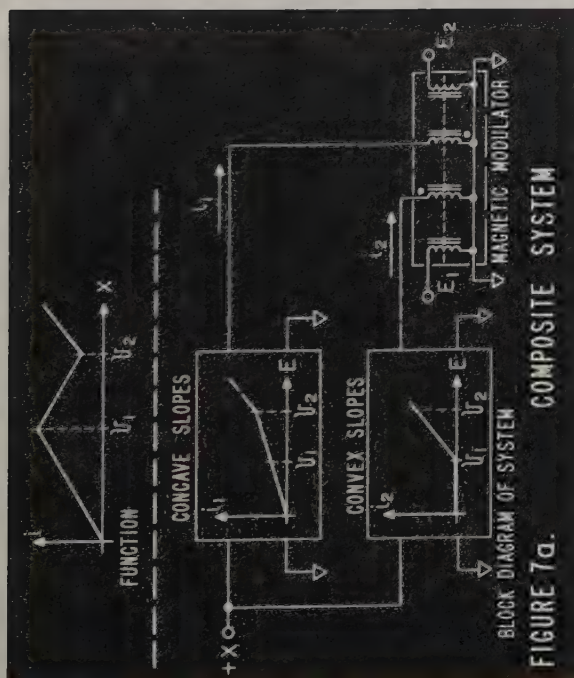 i
X
U₁ U₂
FUNCTION
CONCAVE SLOPES
i₁
i₁
E
U₁ U₂
+X
CONVEX SLOPES
i₂
i₂
E
U₁ U₂
E₁
E₂
BLOCK DIAGRAM OF SYSTEM
MAGNETIC MODULATOR
FIGURE 7a. COMPOSITE SYSTEM